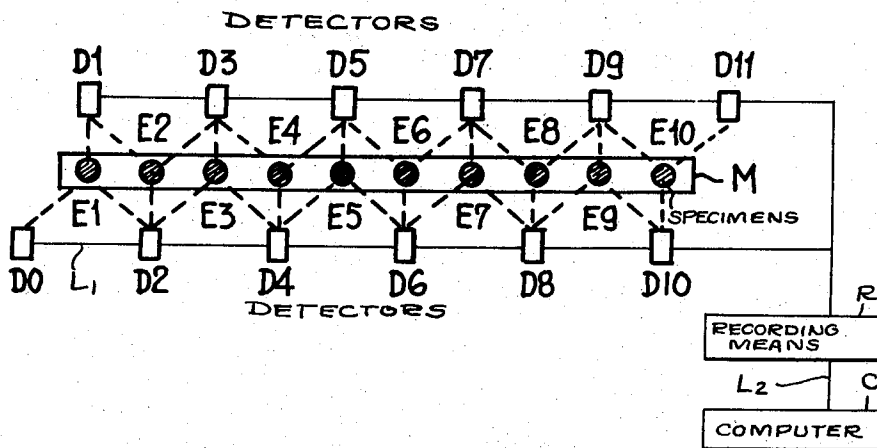 DETECTORS
D1 D3 D5 D7 D9 D11
E2 E4 E6 E8 E10
M
E1 E3 E5 E7 E9 SPECIMENS
D0 L1 D2 D4 D6 D8 D10
DETECTORS
R
RECORDING
MEANS
L2 C
COMPUTER